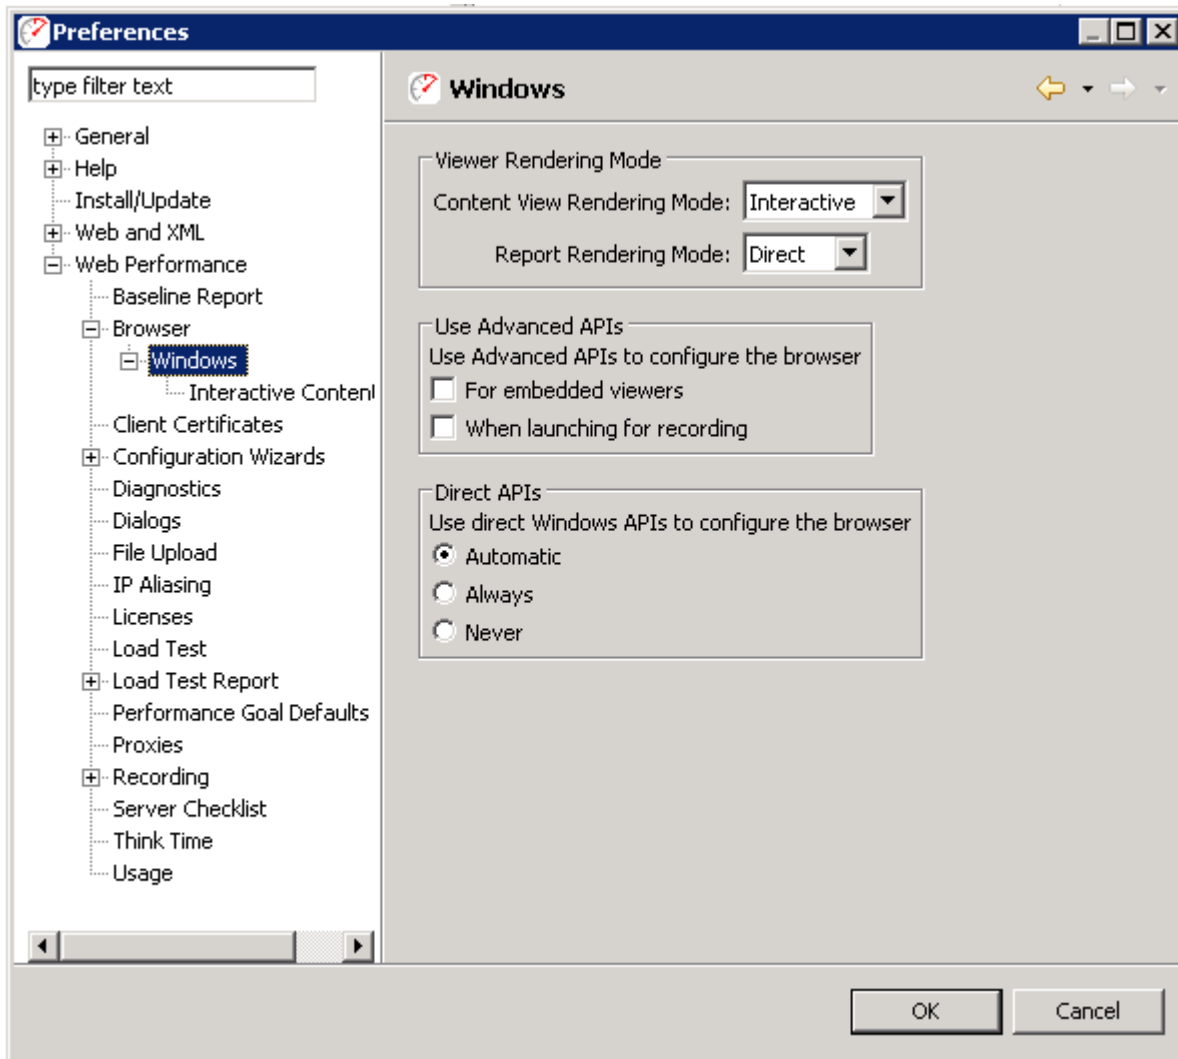 Preferences
type filter text
General
Help
Install/Update
Web and XML
Web Performance
Baseline Report
Browser
Windows
Interactive Content
Client Certificates
Configuration Wizards
Diagnostics
Dialogs
File Upload
IP Aliasing
Licenses
Load Test
Load Test Report
Performance Goal Defaults
Proxies
Recording
Server Checklist
Think Time
Usage
Windows
Viewer Rendering Mode
Content View Rendering Mode: Interactive
Report Rendering Mode: Direct
Use Advanced APIs
Use Advanced APIs to configure the browser
For embedded viewers
When launching for recording
Direct APIs
Use direct Windows APIs to configure the browser
Automatic
Always
Never
OK Cancel